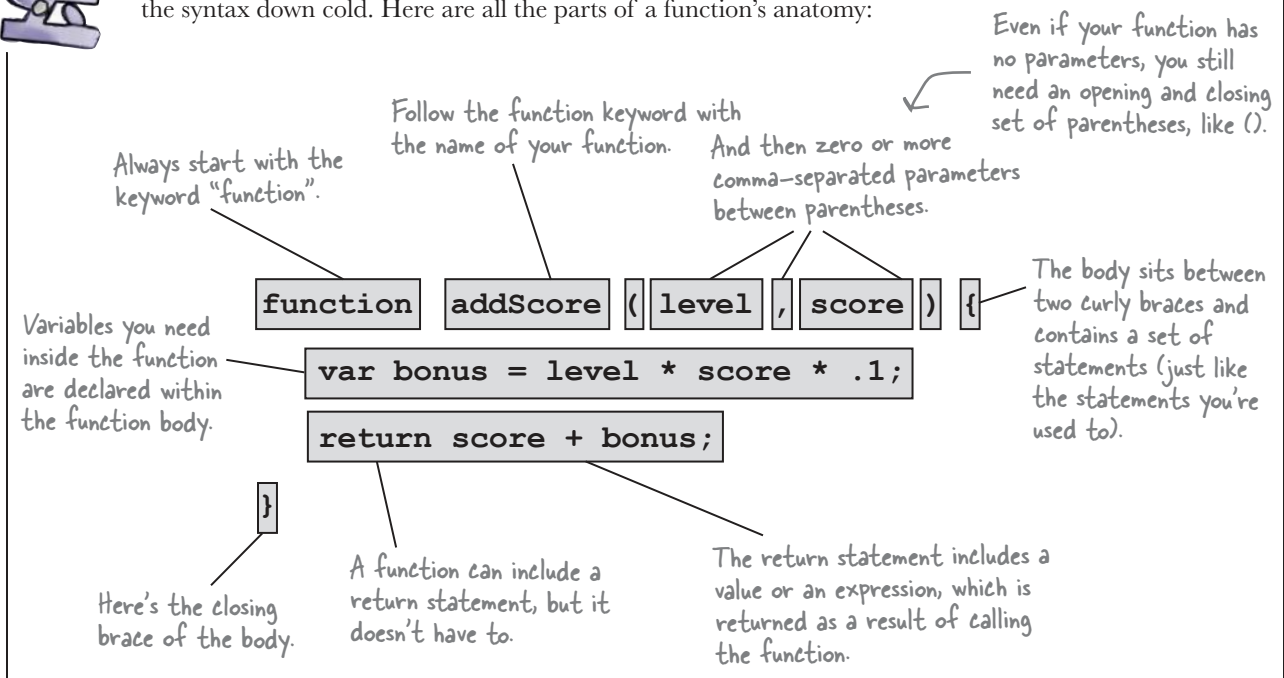 the syntax down cold. Here are all the parts of a function's anatomy:
Even if your function has
no parameters, you still
need an opening and closing
set of parentheses, like ().
Follow the function keyword with
the name of your function.
And then zero or more
comma-separated parameters
between parentheses.
Always start with the
keyword "function".
function addScore ( level , score ) {
The body sits between
two curly braces and
contains a set of
statements (just like
the statements you're
used to).
Variables you need
inside the function
are declared within
the function body.
var bonus = level * score * .1;
return score + bonus;
}
Here's the closing
brace of the body.
A function can include a
return statement, but it
doesn't have to.
The return statement includes a
value or an expression, which is
returned as a result of calling
the function.